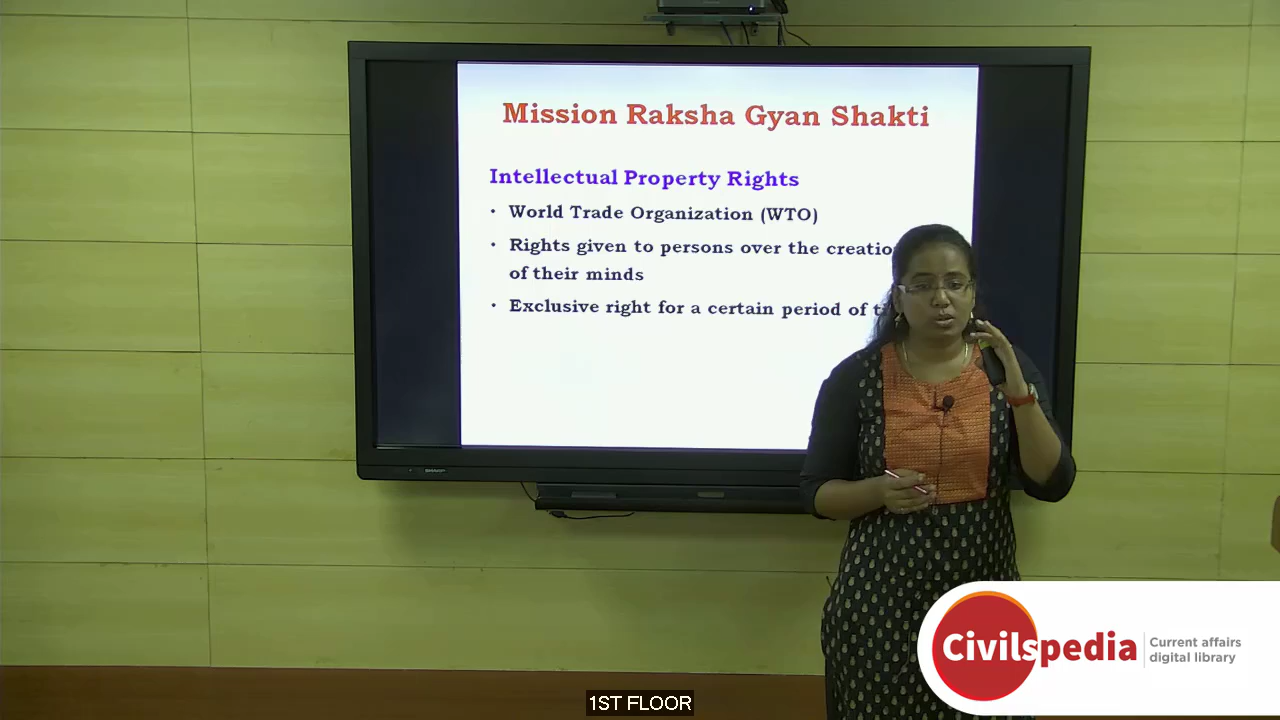 Mission Raksha Gyan Shakti
Intellectual Property Rights
• World Trade Organization (WTO)
• Rights given to persons over the creatio
of their minds
• Exclusive right for a certain period of t
SHARP
Civilspedia
Current affairs
digital library
1ST FLOOR